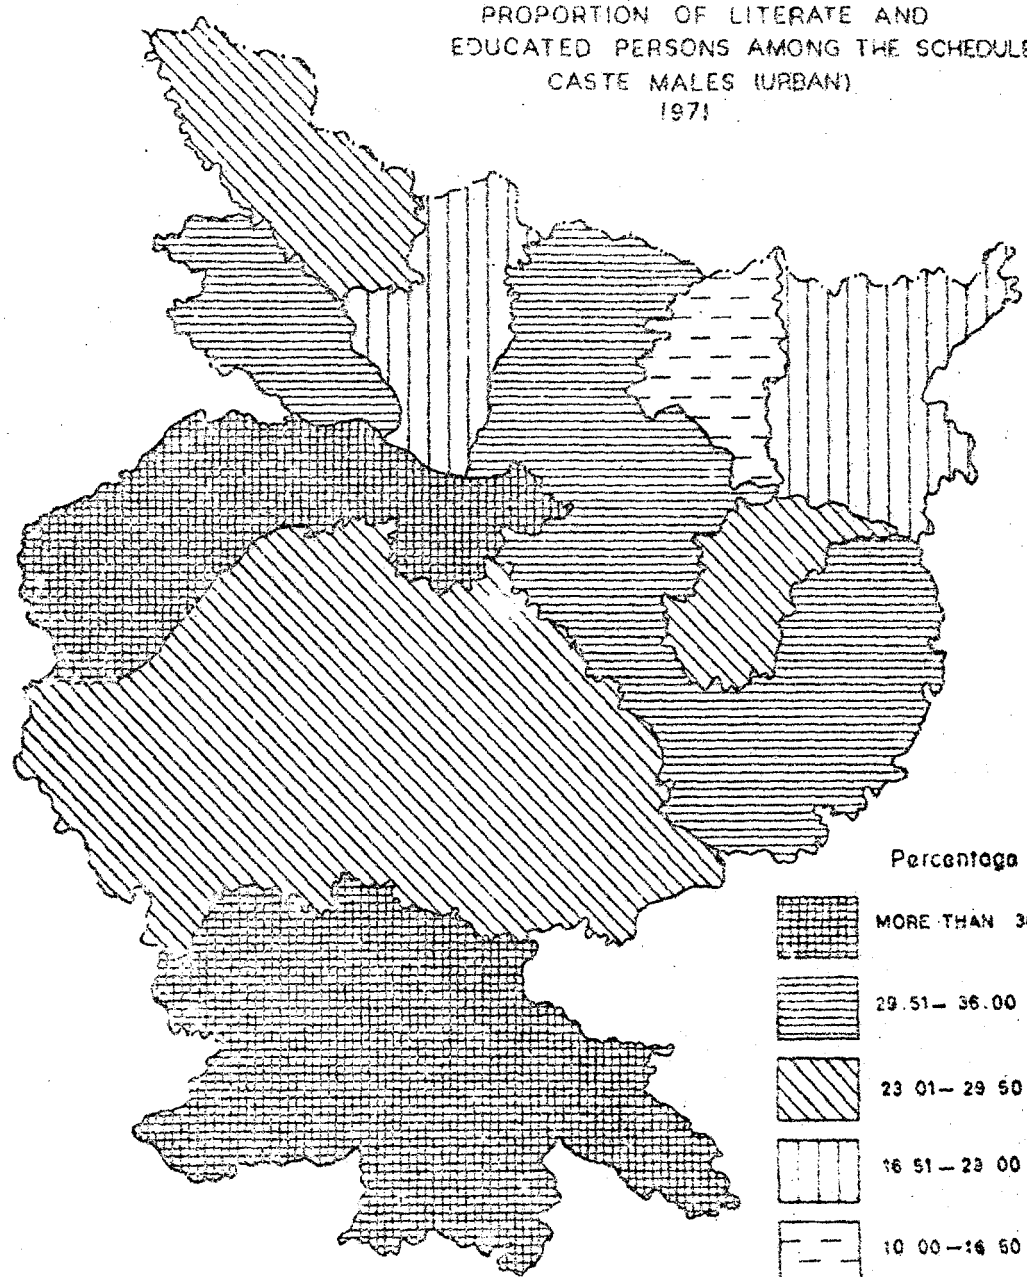 PROPORTION OF LITERATE AND
EDUCATED PERSONS AMONG THE SCHEDULE
CASTE MALES (URBAN)
1971
Percentage
MORE THAN 3
29.51— 36.00
23 01— 29 50
16 51— 23 00
10 00—16 50